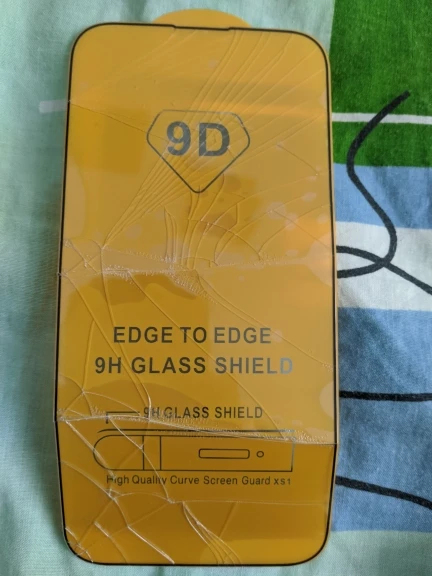 9D
EDGE TO EDGE
9H GLASS SHIELD
9H GLASS SHIELD
High Quality Curve Screen Guard XS1